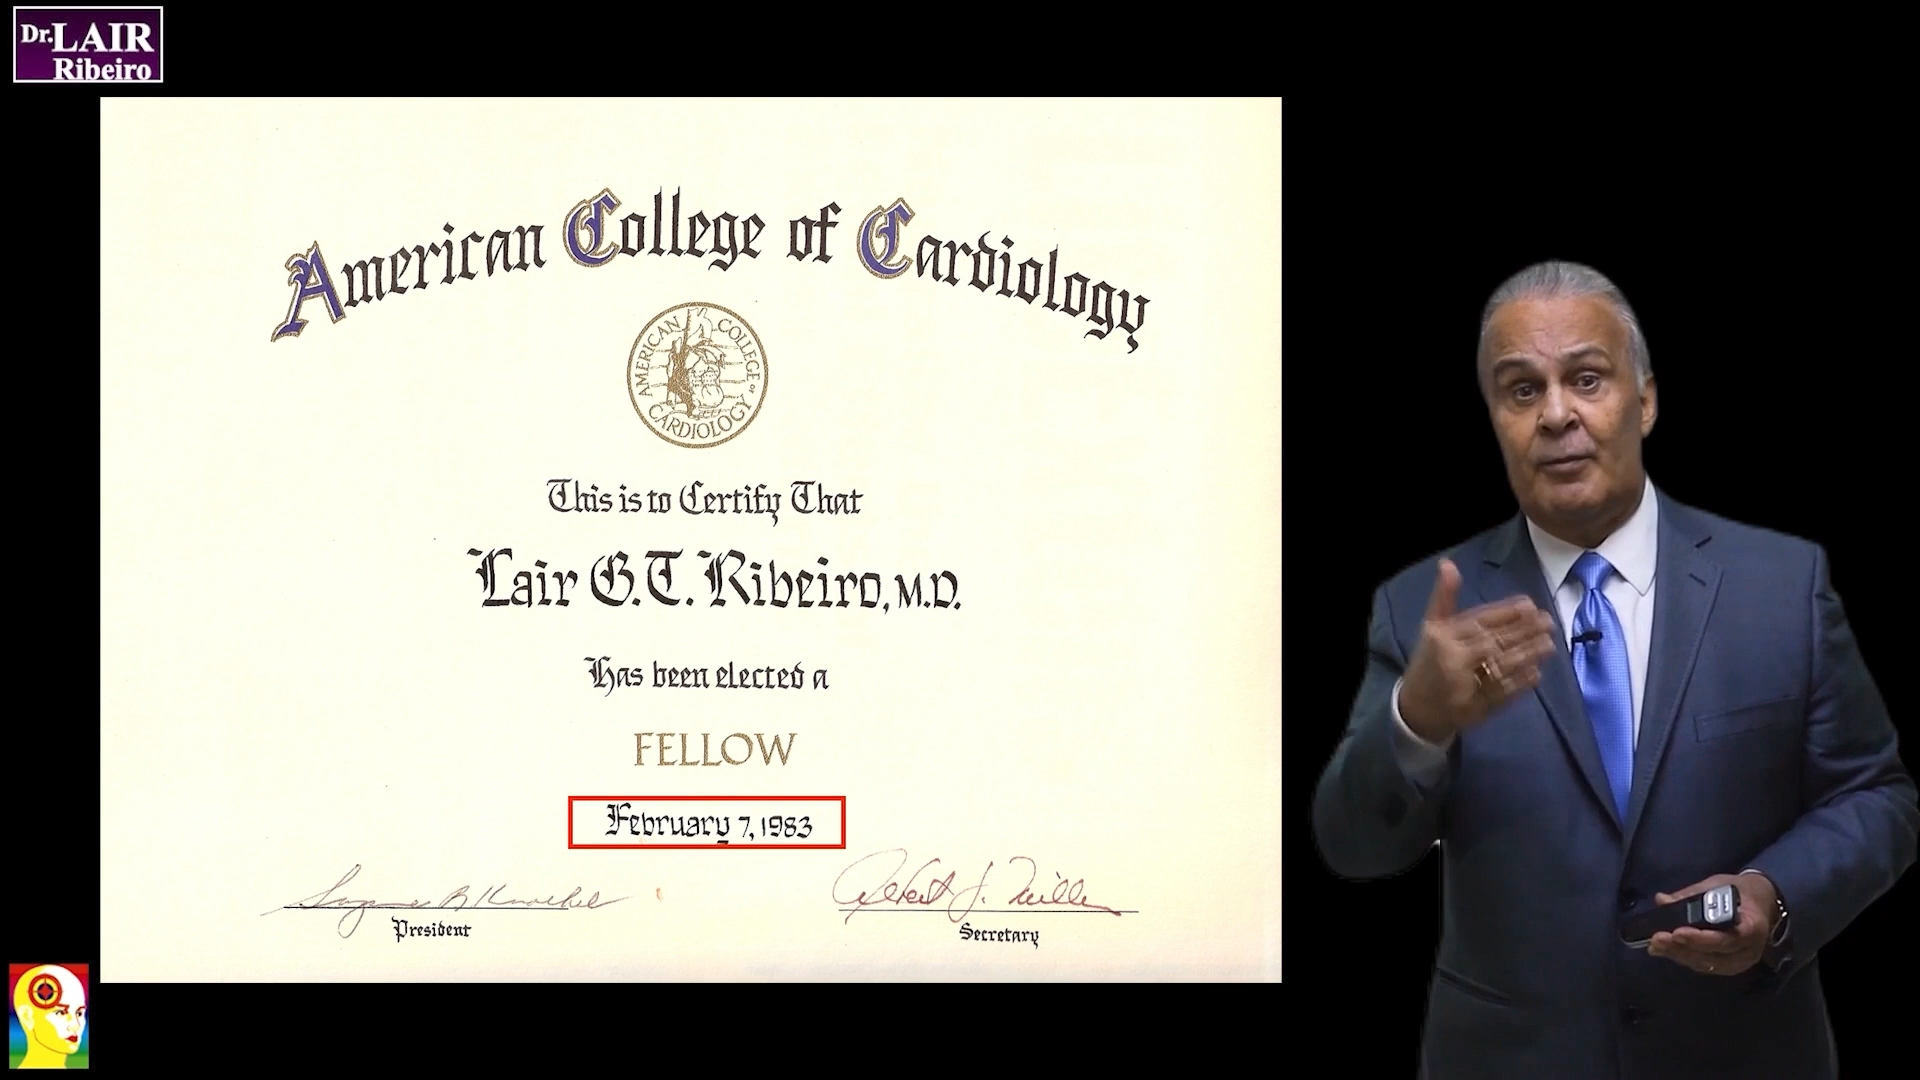 Dr. LAIR
Ribeiro
American College of Cardiology
AMERICAN COLLEGE OF
CARDIOLOGY
This is to Certify That
Lair G.T. Ribeiro, M.D.
Has been elected a
FELLOW
February 7, 1983
President
Secretary